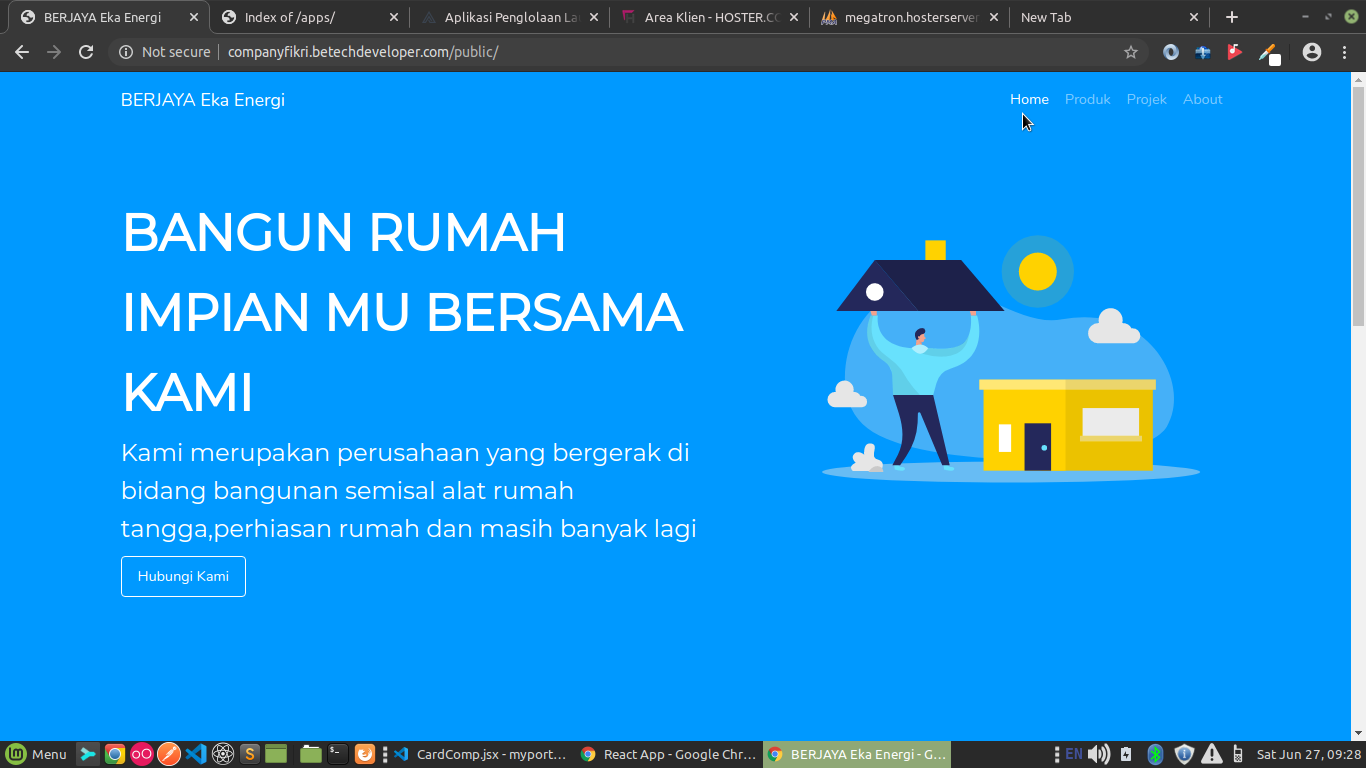 BERJAYA Eka Energi
Index of /apps/
Aplikasi Penglolaan La
Area Klien - HOSTER.CO
megatron.hosterserver
New Tab
Not secure
companyfikri.betechdeveloper.com/public/
BERJAYA Eka Energi
Home Produk Projek About
BANGUN RUMAH
IMPIAN MU BERSAMA
KAMI
Kami merupakan perusahaan yang bergerak di
bidang bangunan semisal alat rumah
tangga,perhiasan rumah dan masih banyak lagi
Hubungi Kami
Menu
CardComp.jsx - myport...
React App - Google Chr...
BERJAYA Eka Energi - G...
EN
Sat Jun 27, 09:28